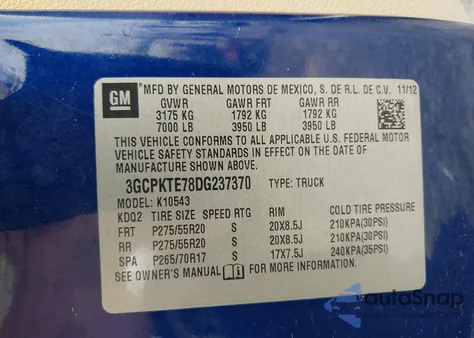 GM
MFD BY GENERAL MOTORS DE MEXICO, S. DE R.L. DE C.V. 11/12
GVWR GAWR FRT GAWR RR
3175 KG 1792 KG 1792 KG
7000 LB 3950 LB 3950 LB
THIS VEHICLE CONFORMS TO ALL APPLICABLE U.S. FEDERAL MOTOR
VEHICLE SAFETY STANDARDS IN EFFECT ON THE DATE OF
MANUFACTURE SHOWN ABOVE.
3GCPKTE78DG237370 TYPE: TRUCK
MODEL: K10543
KDQ2 TIRE SIZE SPEED RTG RIM COLD TIRE PRESSURE
FRT P275/55R20 S 20X8.5J 210KPA(30PSI)
RR P275/55R20 S 20X8.5J 210KPA(30PSI)
SPA P265/70R17 S 17X7.5J 240KPA(35PSI)
SEE OWNER'S MANUAL FOR MORE INFORMATION.
autoSnap